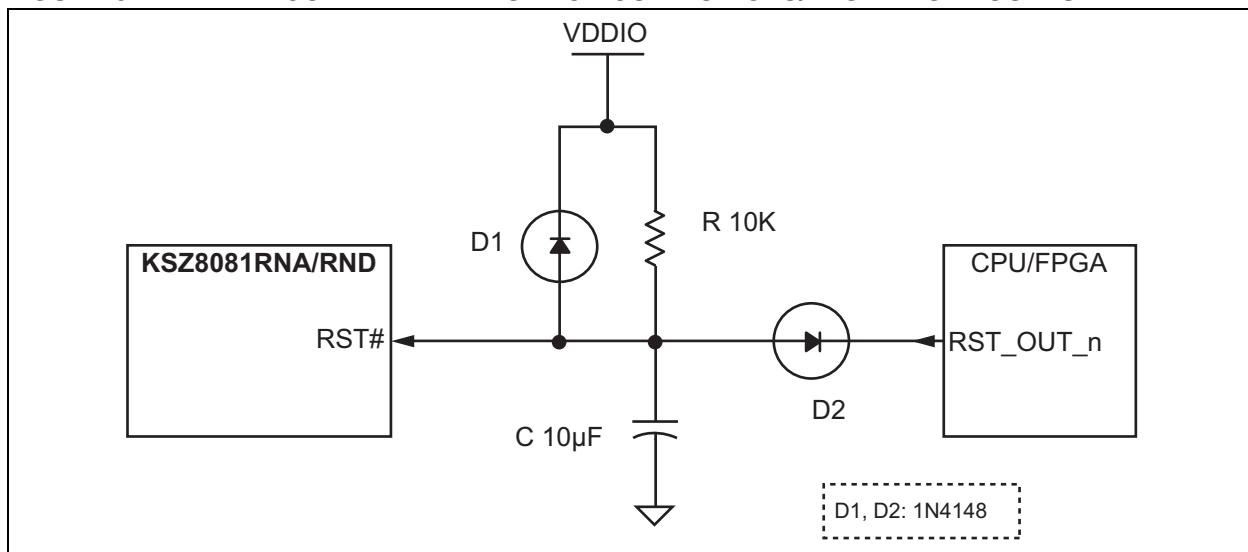 VDDIO
D1
R 10K
KSZ8081RNA/RND
CPU/FPGA
RST#
RST_OUT_n
D2
C 10µF
D1, D2: 1N4148